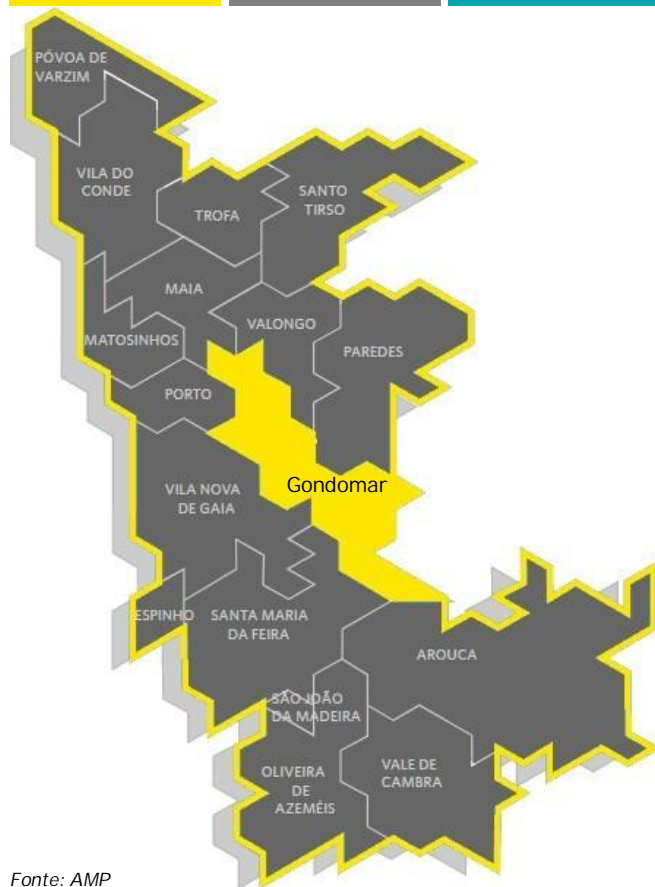 PÓVOA DE
VARZIM
VILA DO
CONDE
TROFA
SANTO
TIRSO
MAIA
VALONGO
MATOSINHOS
PAREDES
PORTO
Gondomar
VILA NOVA
DE GAIA
ESPINHO
SANTA MARIA
DA FEIRA
AROUCA
SÃO JOÃO
DA MADEIRA
OLIVEIRA
DE
AZEMÉIS
VALE DE
CAMBRA
Fonte: AMP